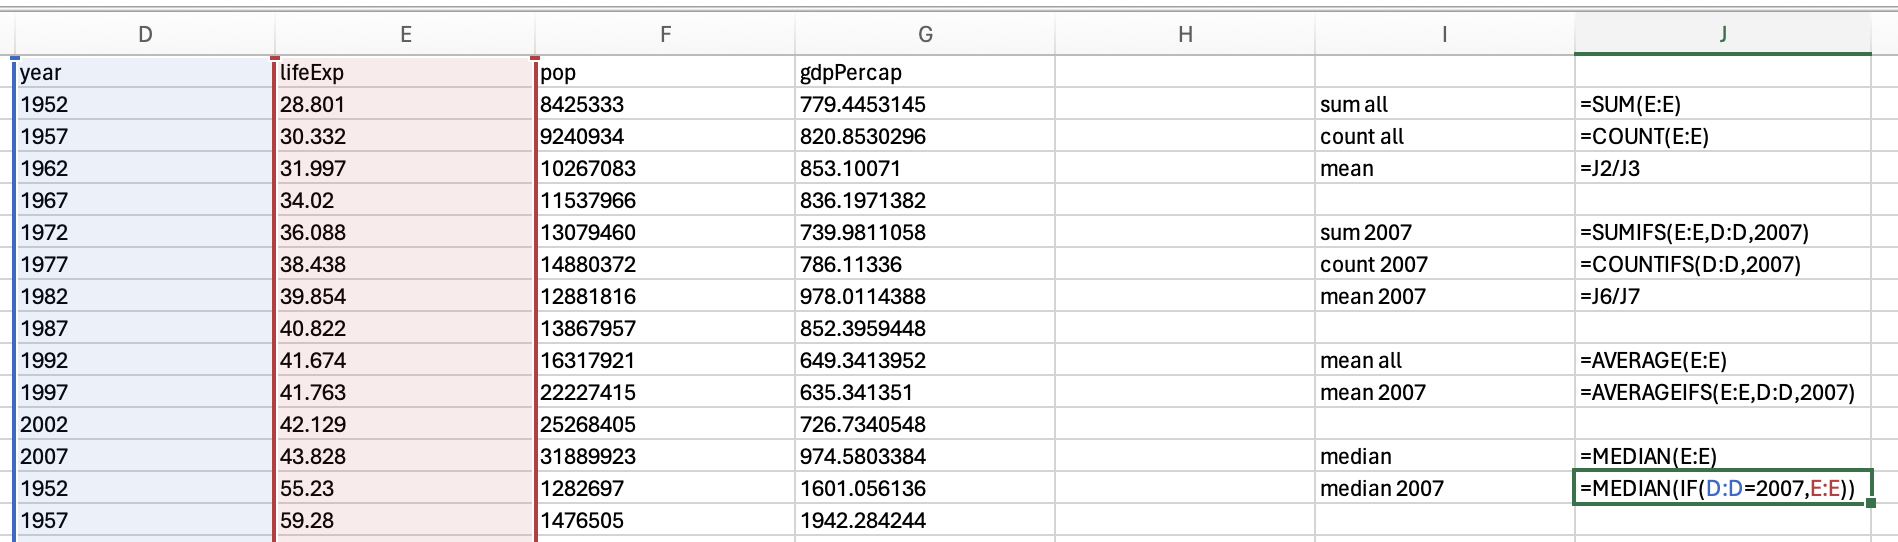 D E F G H I J
year lifeExp pop gdpPercap
1952 28.801 8425333 779.4453145 sum all =SUM(E:E)
1957 30.332 9240934 820.8530296 count all =COUNT(E:E)
1962 31.997 10267083 853.10071 mean =J2/J3
1967 34.02 11537966 836.1971382
1972 36.088 13079460 739.9811058 sum 2007 =SUMIFS(E:E,D:D,2007)
1977 38.438 14880372 786.11336 count 2007 =COUNTIFS(D:D,2007)
1982 39.854 12881816 978.0114388 mean 2007 =J6/J7
1987 40.822 13867957 852.3959448
1992 41.674 16317921 649.3413952 mean all =AVERAGE(E:E)
1997 41.763 22227415 635.341351 mean 2007 =AVERAGEIFS(E:E,D:D,2007)
2002 42.129 25268405 726.7340548
2007 43.828 31889923 974.5803384 median =MEDIAN(E:E)
1952 55.23 1282697 1601.056136 median 2007 =MEDIAN(IF(D:D=2007,E:E))
1957 59.28 1476505 1942.284244